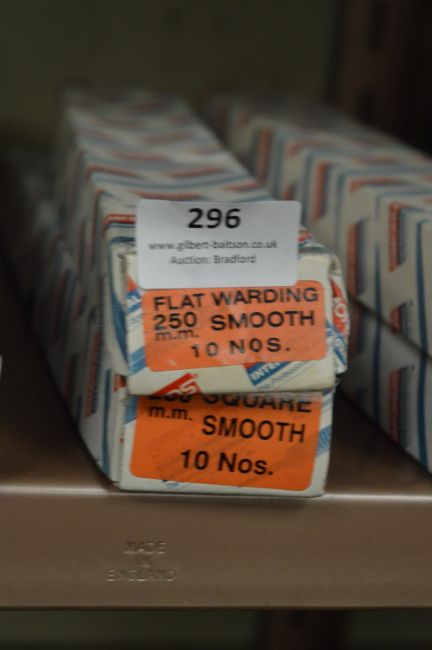 296
www.gilbert-baitson.co.uk
Auction: Bradford
FLAT WARDING
250 SMOOTH
m.m.
10 NOS.
SQUARE
m.m. SMOOTH
10 Nos.
MADE
IN
ENGLAND